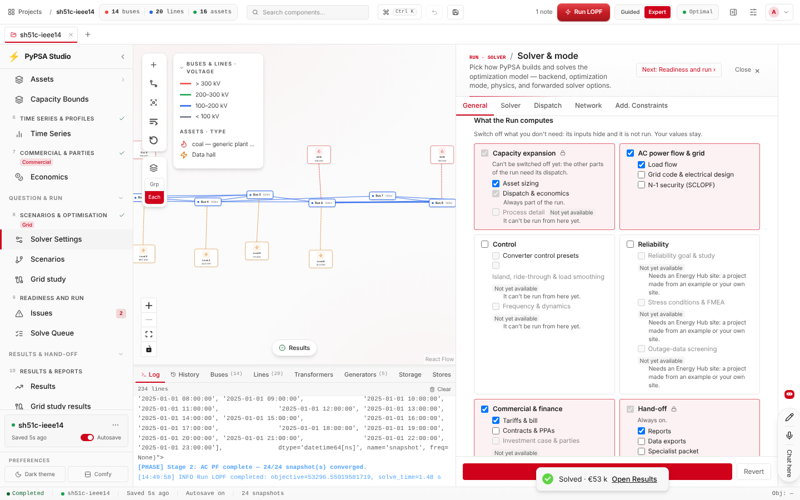 Projects / sh51c-ieee14
14 buses 20 lines 16 assets
Search components...
Ctrl K
1 note
Run LOPF
Guided Expert
Optimal
A
sh51c-ieee14 ×
PyPSA Studio
Assets
Capacity Bounds
6 TIME SERIES & PROFILES
Time Series
7 COMMERCIAL & PARTIES
Commercial
Economics
QUESTION & RUN
8 SCENARIOS & OPTIMISATION
Grid
Solver Settings
Scenarios
Grid study
READINESS AND RUN
Issues 2
Solve Queue
RESULTS & HAND-OFF
RESULTS & REPORTS
Results
Grid study results
sh51c-ieee14
Saved 5s ago Autosave
PREFERENCES
Dark theme
Comfy
Grp
Each
BUSES & LINES · VOLTAGE
> 300 kV
200–300 kV
100–200 kV
< 100 kV
ASSETS · TYPE
coal — generic plant ...
Data hall
Results
React Flow
Log
History
Buses (14)
Lines (20)
Transformers
Generators (5)
Storage
Stores
234 lines
Clear
'2025-01-01 08:00:00', '2025-01-01 09:00:00', '2025-01-01 10:00:00',
'2025-01-01 11:00:00', '2025-01-01 12:00:00', '2025-01-01 13:00:00',
'2025-01-01 14:00:00', '2025-01-01 15:00:00', '2025-01-01 16:00:00',
'2025-01-01 17:00:00', '2025-01-01 18:00:00', '2025-01-01 19:00:00',
'2025-01-01 20:00:00', '2025-01-01 21:00:00', '2025-01-01 22:00:00',
'2025-01-01 23:00:00'], dtype='datetime64[ns]', name='snapshot', freq=
None)">
[PHASE] Stage 2: AC PF complete — 24/24 snapshot(s) converged.
[14:49:58] INFO Run LOPF completed: objective=53296.55019581719, solve_time=1.48 s
RUN · SOLVER / Solver & mode
Pick how PyPSA builds and solves the optimization model — backend, optimization mode, physics, and forwarded solver options.
Next: Readiness and run ›
Close ×
General
Solver
Dispatch
Network
Add. Constraints
What the Run computes
Switch off what you don't need: its inputs hide and it is not run. Your values stay.
Capacity expansion
Can't be switched off yet: the other parts of the run need its dispatch.
Asset sizing
Dispatch & economics
Always part of the run.
Process detail Not yet available
It can't be run from here yet.
AC power flow & grid
Load flow
Grid code & electrical design
N-1 security (SCLOPF)
Control
Converter control presets
Island, ride-through & load smoothing
Not yet available
It can't be run from here yet.
Frequency & dynamics
Not yet available
It can't be run from here yet.
Reliability
Reliability goal & study
Not yet available
Needs an Energy Hub site: a project made from an example or your own site.
Stress conditions & FMEA
Not yet available
Needs an Energy Hub site: a project made from an example or your own site.
Outage-data screening
Not yet available
Needs an Energy Hub site: a project made from an example or your own site.
Commercial & finance
Tariffs & bill
Contracts & PPAs
Investment case & parties
Not yet available
Hand-off
Always on.
Reports
Data exports
Specialist packet
Revert
Solved · €53 k Open Results
Chat here
Completed sh51c-ieee14 Saved 5s ago Autosave on 24 snapshots
Obj: —